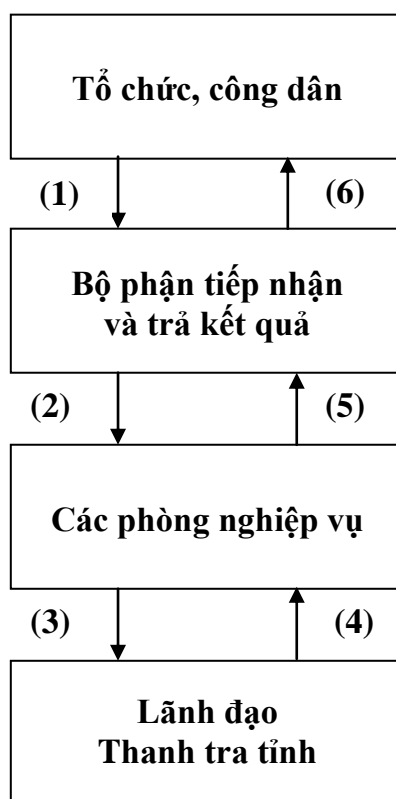 Tổ chức, công dân
(1) (6)
Bộ phận tiếp nhận
và trả kết quả
(2) (5)
Các phòng nghiệp vụ
(3) (4)
Lãnh đạo
Thanh tra tỉnh